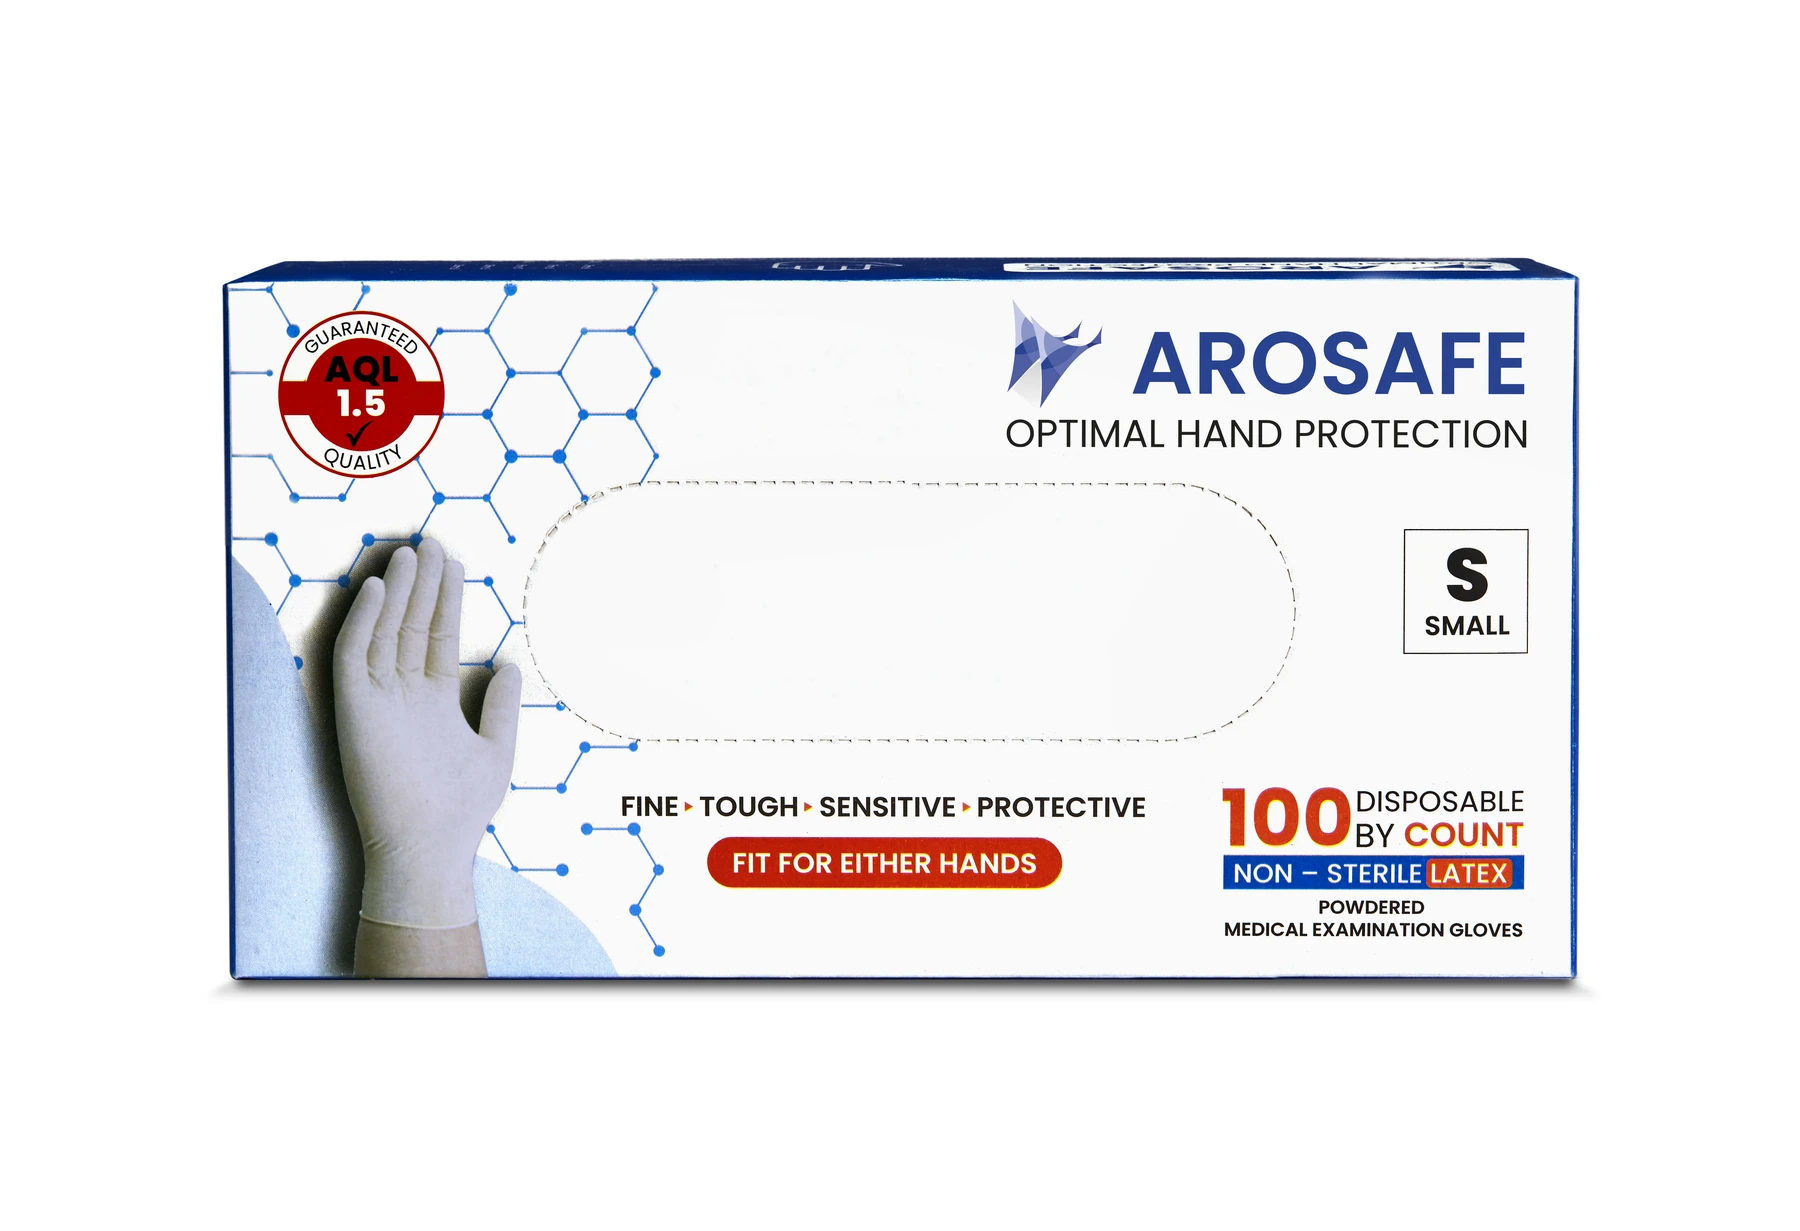 GUARANTEED
AQL
1.5
QUALITY
AROSAFE
OPTIMAL HAND PROTECTION
S
SMALL
FINE ▸ TOUGH ▸ SENSITIVE ▸ PROTECTIVE
FIT FOR EITHER HANDS
100 DISPOSABLE
BY COUNT
NON – STERILE LATEX
POWDERED
MEDICAL EXAMINATION GLOVES
AROSAFE